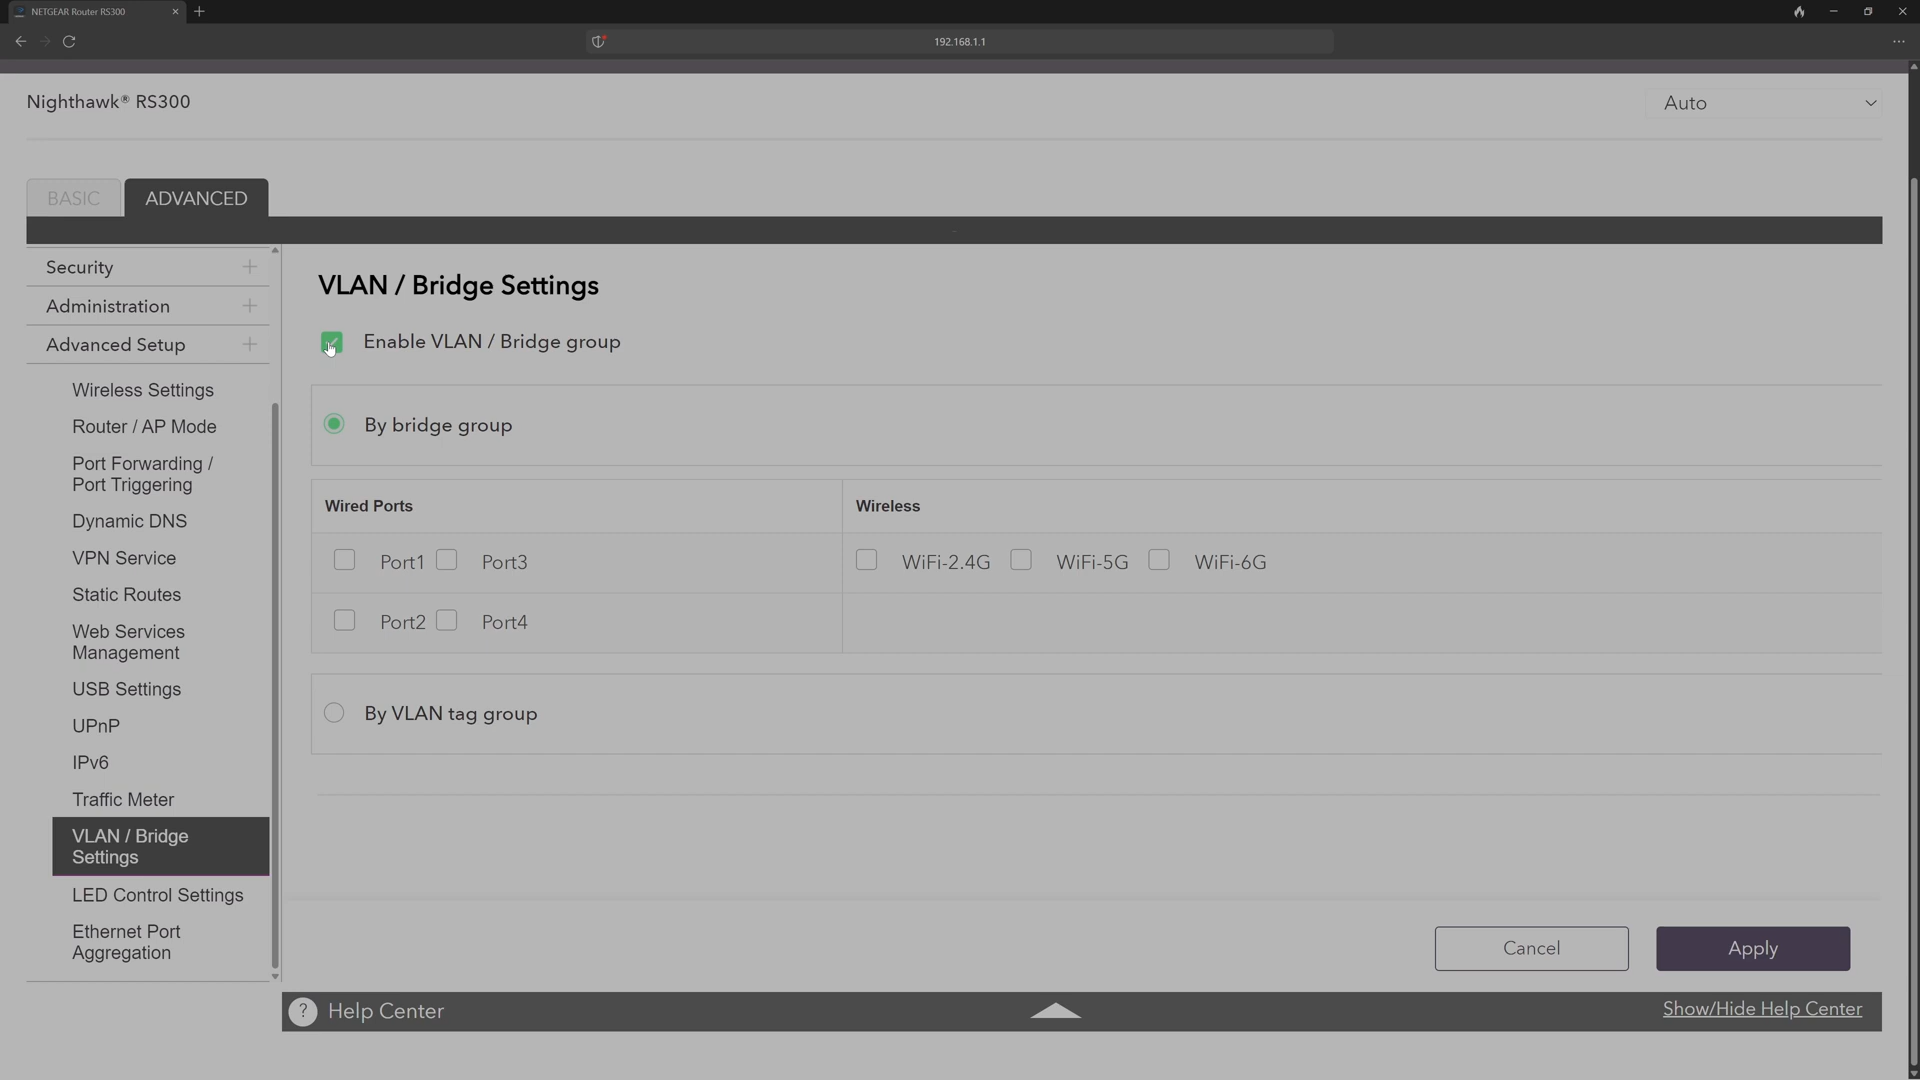 NETGEAR Router RS300
192.168.1.1
Nighthawk® RS300
Auto
BASIC
ADVANCED
Security
Administration
Advanced Setup
Wireless Settings
Router / AP Mode
Port Forwarding /
Port Triggering
Dynamic DNS
VPN Service
Static Routes
Web Services
Management
USB Settings
UPnP
IPv6
Traffic Meter
VLAN / Bridge
Settings
LED Control Settings
Ethernet Port
Aggregation
VLAN / Bridge Settings
Enable VLAN / Bridge group
By bridge group
Wired Ports
Wireless
Port1 Port3
WiFi-2.4G WiFi-5G WiFi-6G
Port2 Port4
By VLAN tag group
Cancel
Apply
? Help Center
Show/Hide Help Center